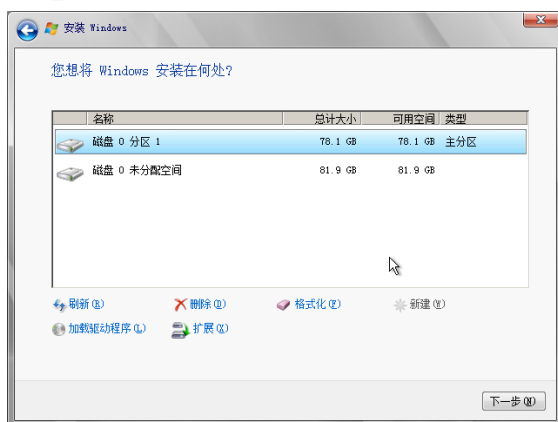 安装 Windows
您想将 Windows 安装在何处?
名称 总计大小 可用空间 类型
磁盘 0 分区 1 78.1 GB 78.1 GB 主分区
磁盘 0 未分配空间 81.9 GB 81.9 GB
刷新(R) 删除(D) 格式化(F) 新建(W)
加载驱动程序(L) 扩展(X)
下一步(N)